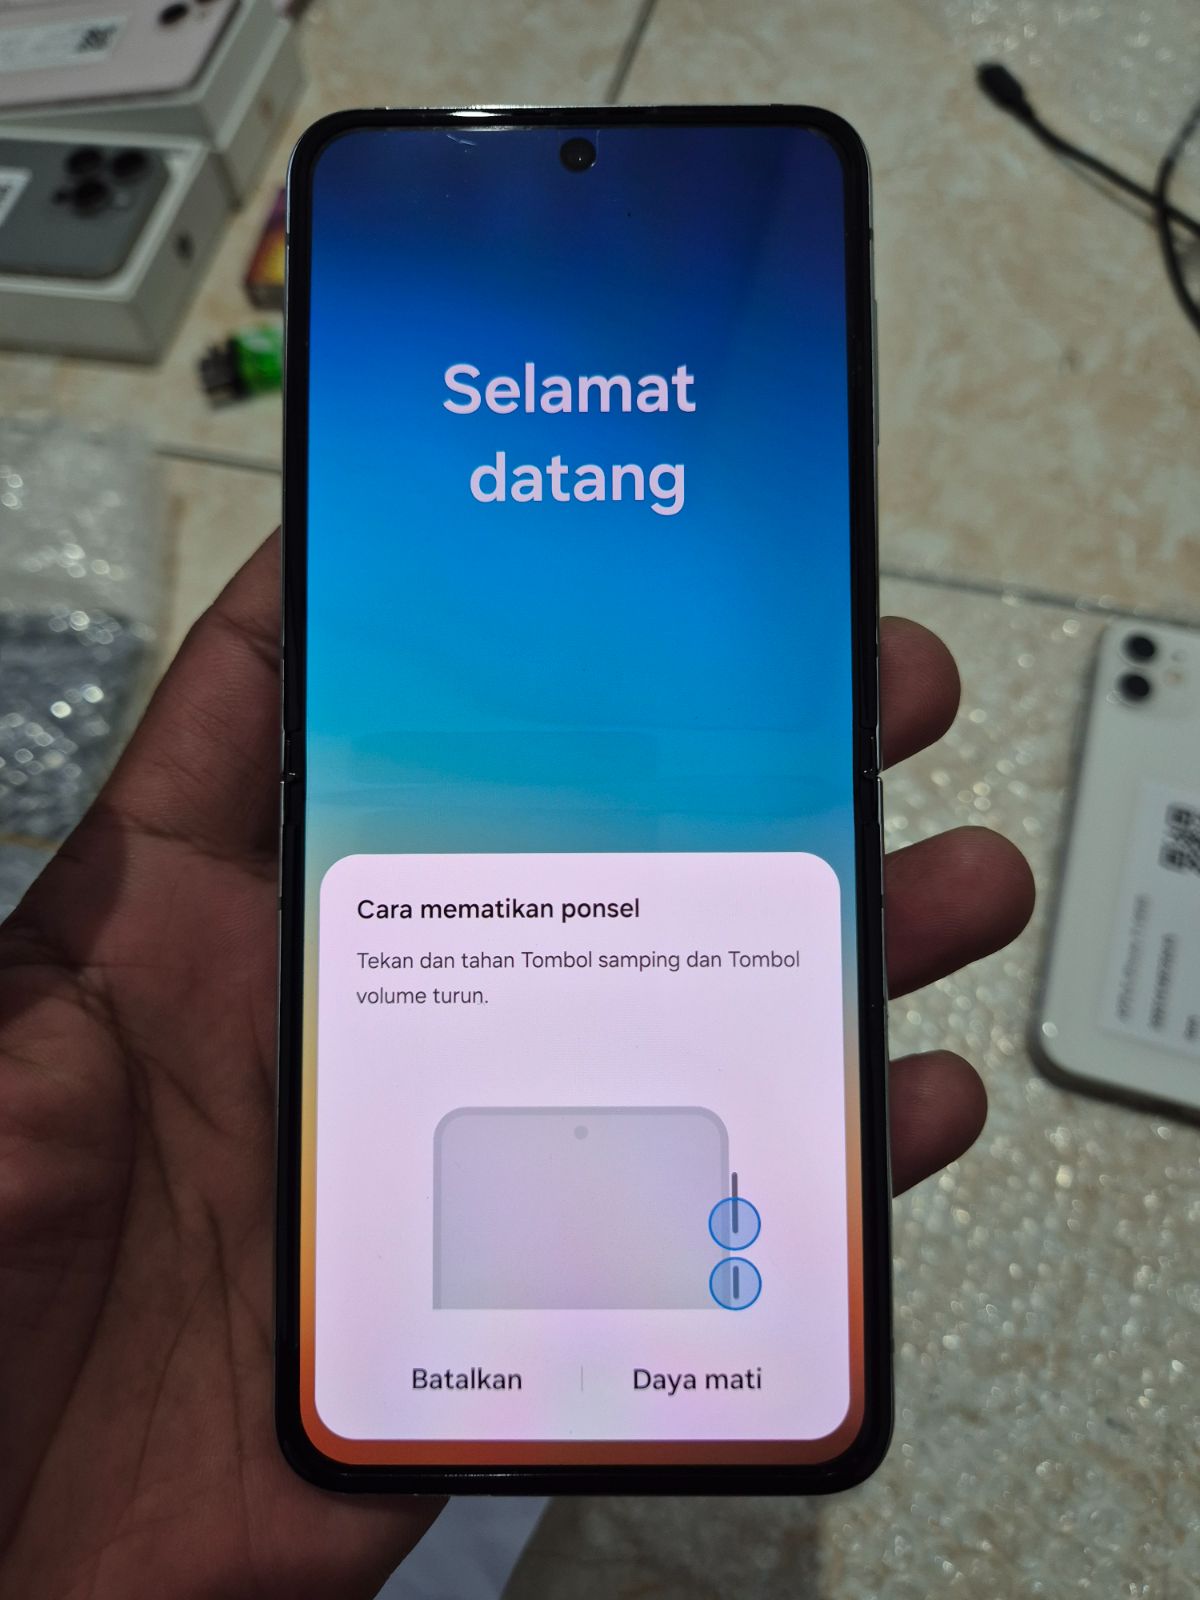 Selamat
datang
Cara mematikan ponsel
Tekan dan tahan Tombol samping dan Tombol
volume turun.
Batalkan
Daya mati